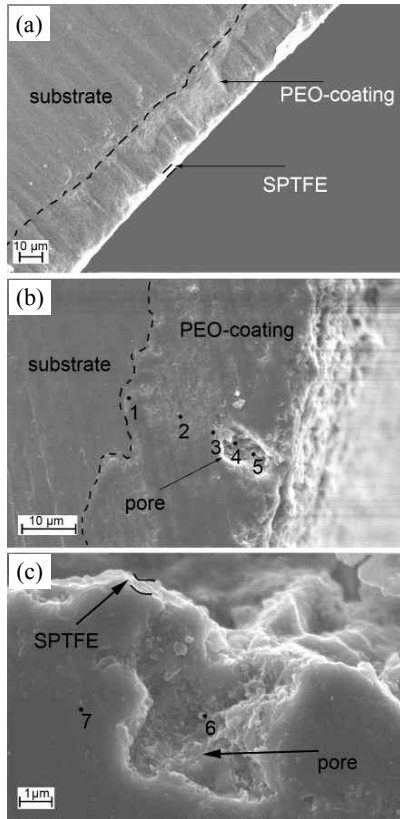 (a)
substrate
PEO-coating
SPTFE
10 µm
(b)
PEO-coating
substrate
1
2
3
4
5
pore
10 µm
(c)
SPTFE
7
6
pore
1µm